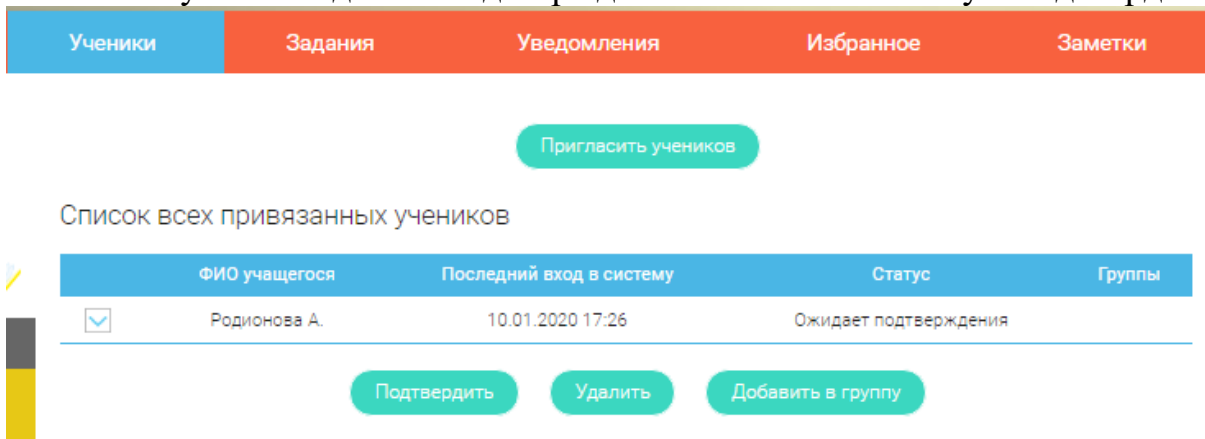 Ученики Задания Уведомления Избранное Заметки
Пригласить учеников
Список всех привязанных учеников
ФИО учащегося Последний вход в систему Статус Группы
Родионова А. 10.01.2020 17:26 Ожидает подтверждения
Подтвердить Удалить Добавить в группу